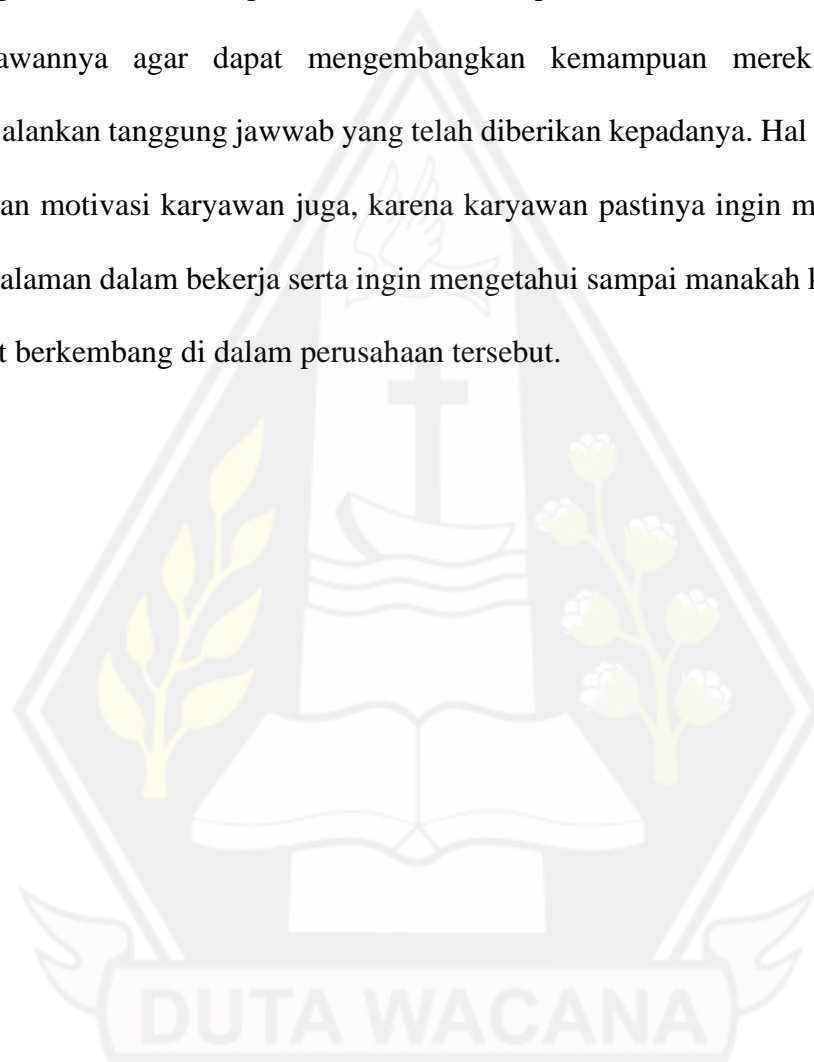 awannya agar dapat mengembangkan kemampuan merek
alankan tanggung jawwab yang telah diberikan kepadanya. Hal
an motivasi karyawan juga, karena karyawan pastinya ingin m
alaman dalam bekerja serta ingin mengetahui sampai manakah k
t berkembang di dalam perusahaan tersebut.
DUTA WACANA